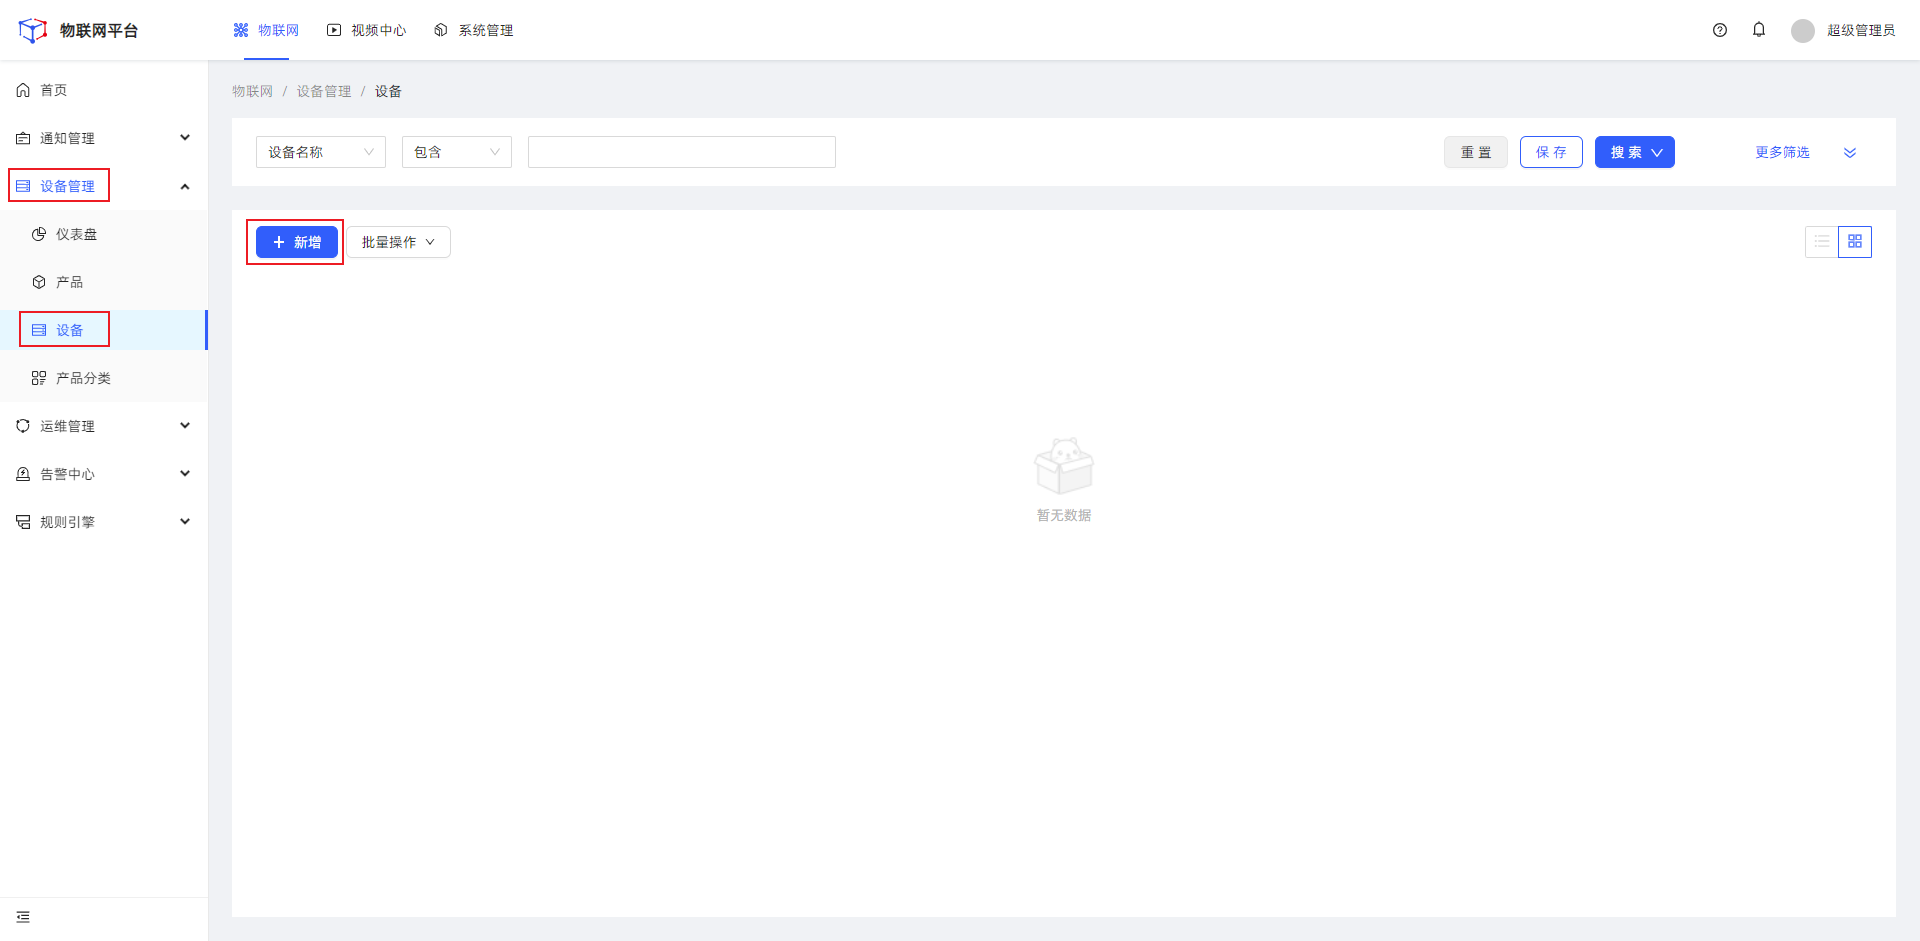 物联网平台
物联网
视频中心
系统管理
超级管理员
首页
通知管理
设备管理
仪表盘
产品
设备
产品分类
运维管理
告警中心
规则引擎
物联网 / 设备管理 / 设备
设备名称
包含
重 置
保 存
搜 索
更多筛选
新增
批量操作
暂无数据